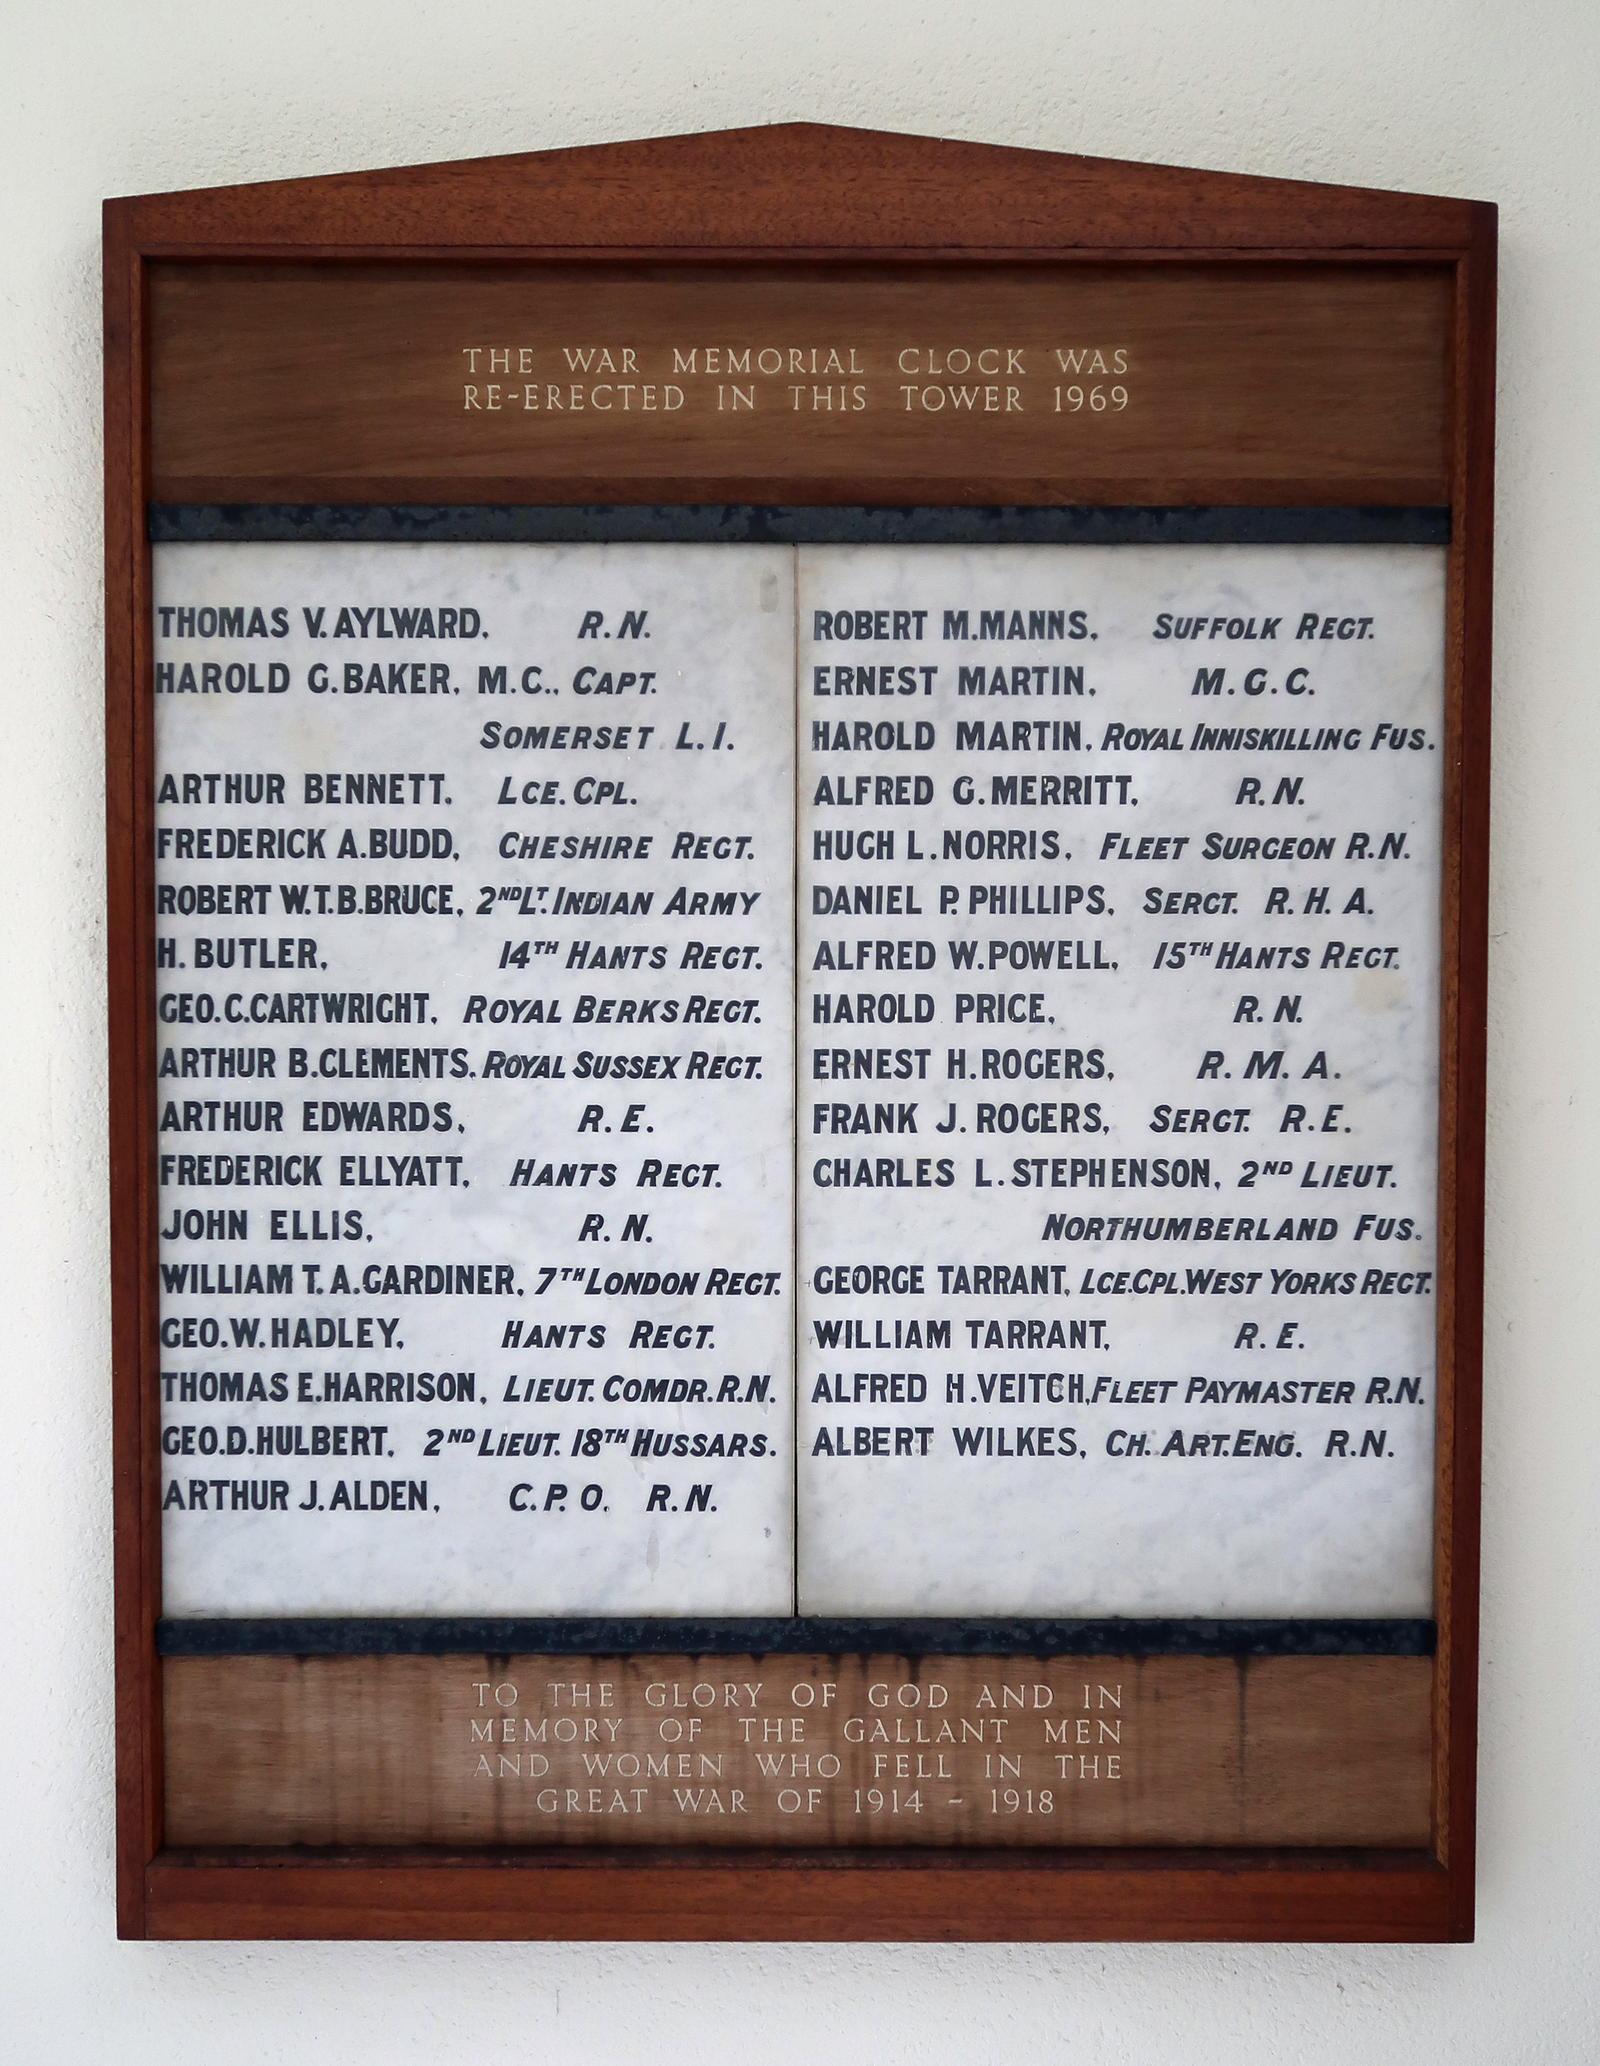 THE WAR MEMORIAL CLOCK WAS
RE-ERECTED IN THIS TOWER 1969
THOMAS V. AYLWARD, R.N.
HAROLD G. BAKER, M.C., CAPT.
SOMERSET L.I.
ARTHUR BENNETT, LCE. CPL.
FREDERICK A. BUDD, CHESHIRE REGT.
ROBERT W.T.B. BRUCE, 2ND LT. INDIAN ARMY
H. BUTLER, 14TH HANTS REGT.
GEO. C. CARTWRIGHT, ROYAL BERKS REGT.
ARTHUR B. CLEMENTS, ROYAL SUSSEX REGT.
ARTHUR EDWARDS, R.E.
FREDERICK ELLYATT, HANTS REGT.
JOHN ELLIS, R.N.
WILLIAM T. A. GARDINER, 7TH LONDON REGT.
GEO. W. HADLEY, HANTS REGT.
THOMAS E. HARRISON, LIEUT. COMDR. R.N.
GEO. D. HULBERT, 2ND LIEUT. 18TH HUSSARS.
ARTHUR J. ALDEN, C.P.O. R.N.
ROBERT M. MANNS, SUFFOLK REGT.
ERNEST MARTIN, M.G.C.
HAROLD MARTIN, ROYAL INNISKILLING FUS.
ALFRED G. MERRITT, R.N.
HUGH L. NORRIS, FLEET SURGEON R.N.
DANIEL P. PHILLIPS, SERGT. R.H.A.
ALFRED W. POWELL, 15TH HANTS REGT.
HAROLD PRICE, R.N.
ERNEST H. ROGERS, R.M.A.
FRANK J. ROGERS, SERGT. R.E.
CHARLES L. STEPHENSON, 2ND LIEUT.
NORTHUMBERLAND FUS.
GEORGE TARRANT, LCE. CPL. WEST YORKS REGT.
WILLIAM TARRANT, R.E.
ALFRED H. VEITCH, FLEET PAYMASTER R.N.
ALBERT WILKES, CH. ART. ENG. R.N.
TO THE GLORY OF GOD AND IN
MEMORY OF THE GALLANT MEN
AND WOMEN WHO FELL IN THE
GREAT WAR OF 1914 - 1918